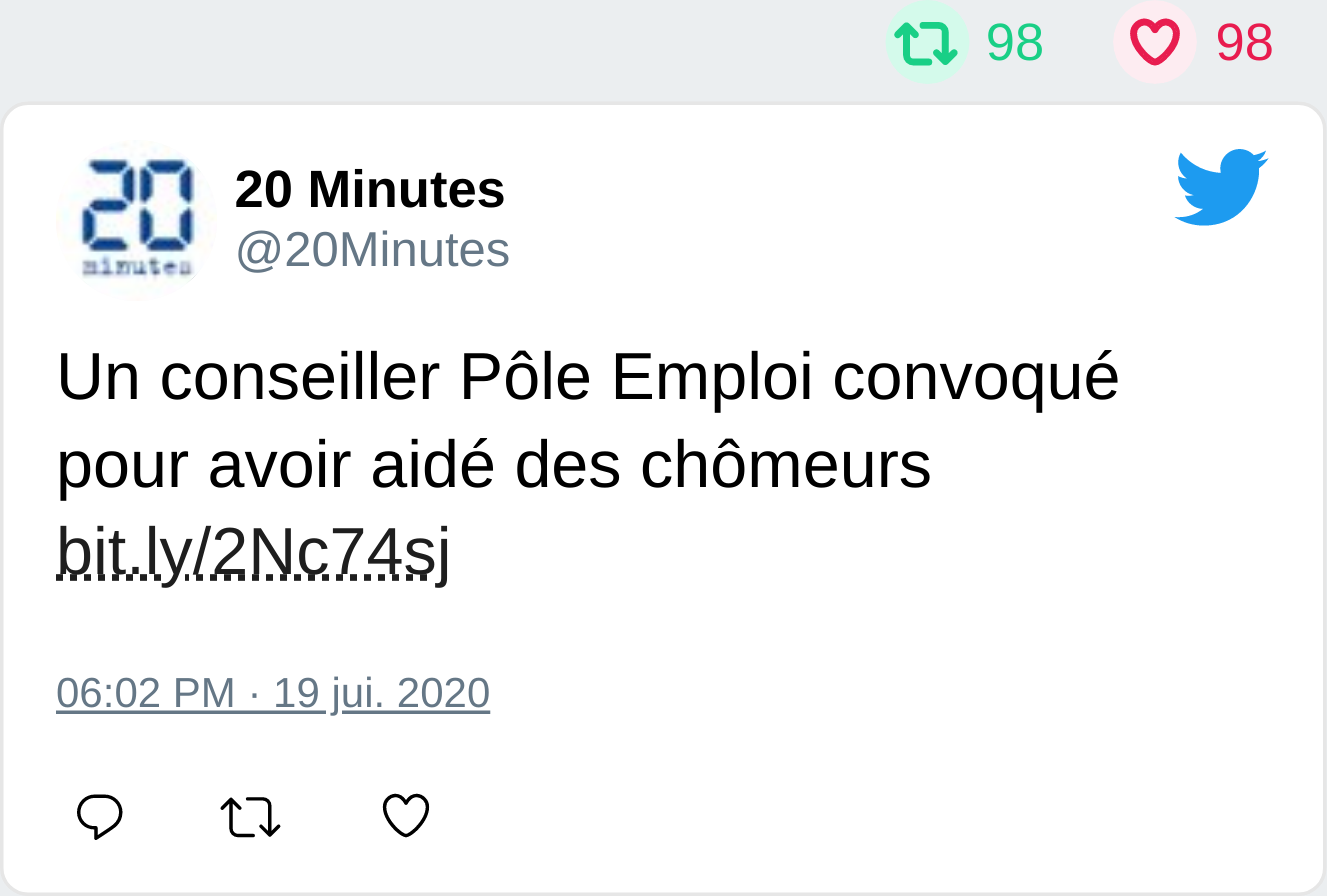 98 98
20 minutes
20 Minutes
@20Minutes
Un conseiller Pôle Emploi convoqué
pour avoir aidé des chômeurs
bit.ly/2Nc74sj
06:02 PM · 19 jui. 2020